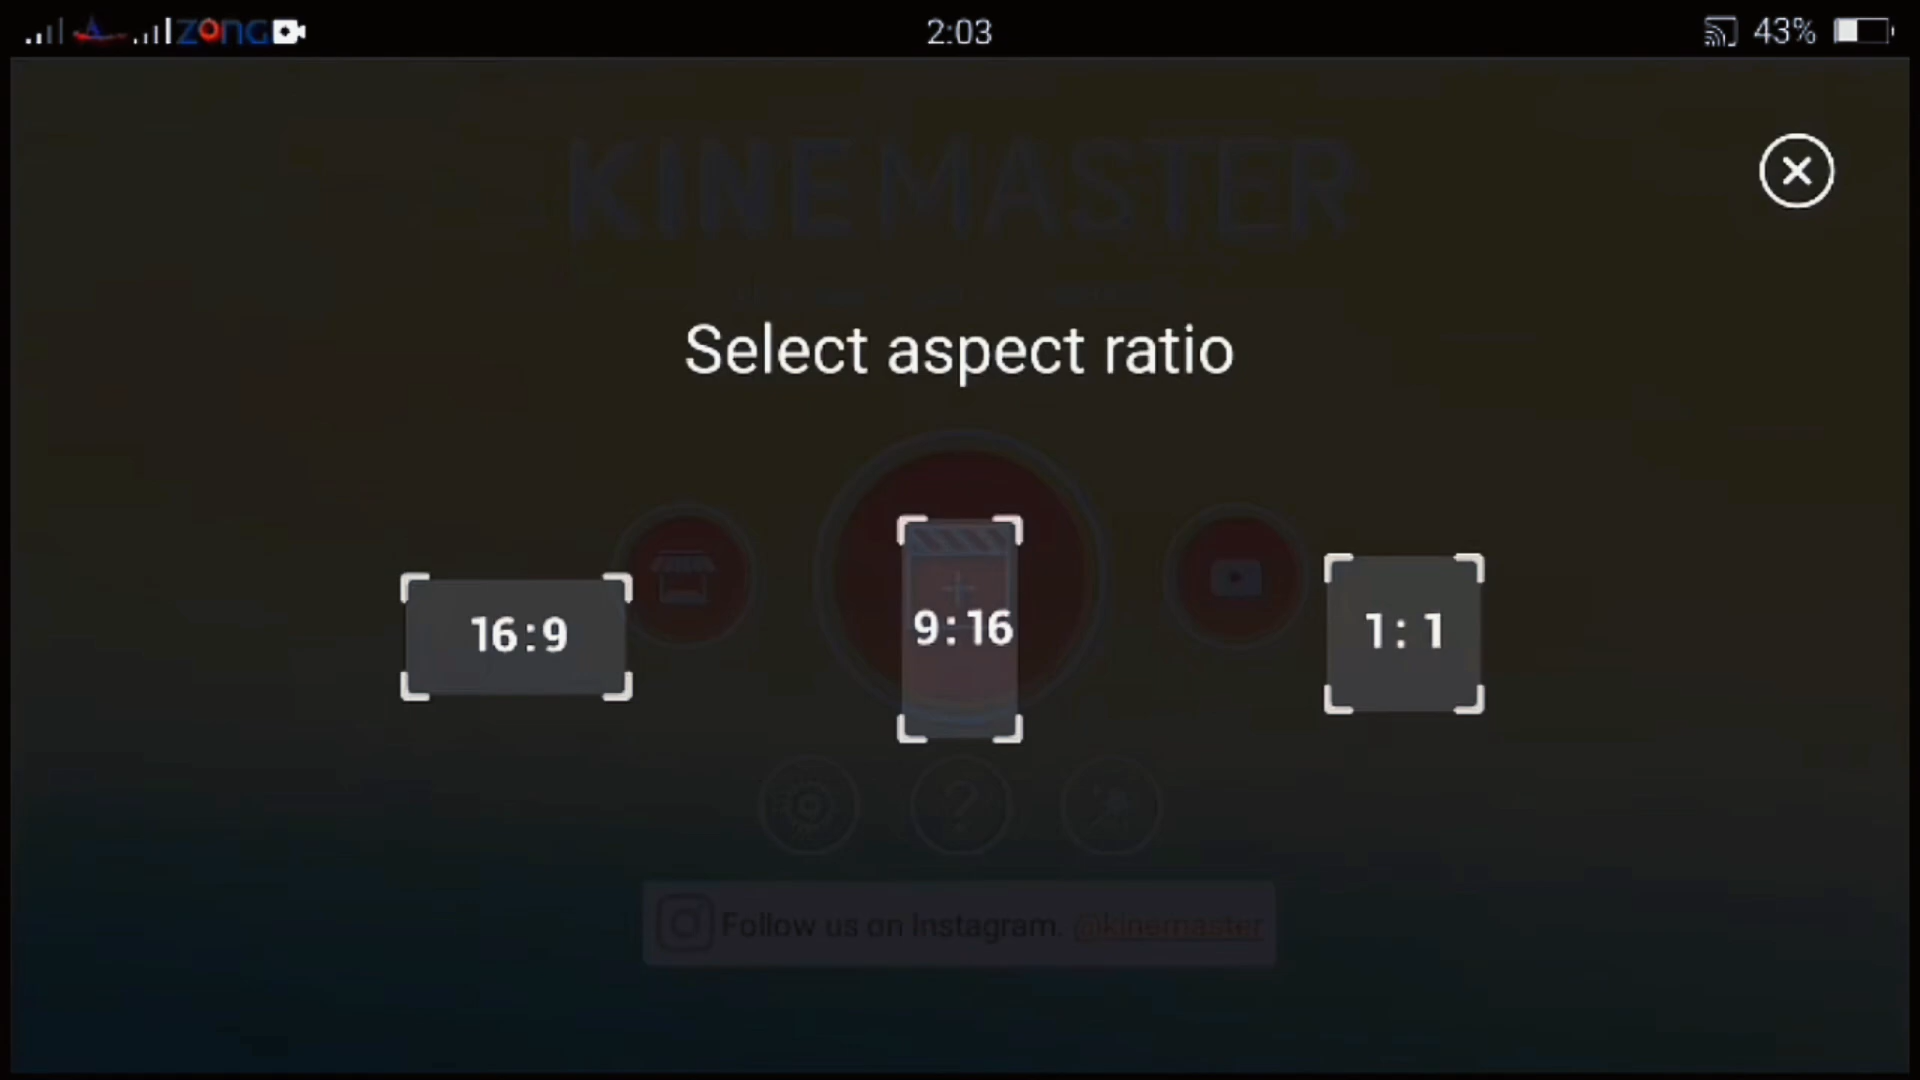 ZONG 2:03 43%
KINEMASTER
Select aspect ratio
16:9 9:16 1:1
Follow us on Instagram. @kinemaster